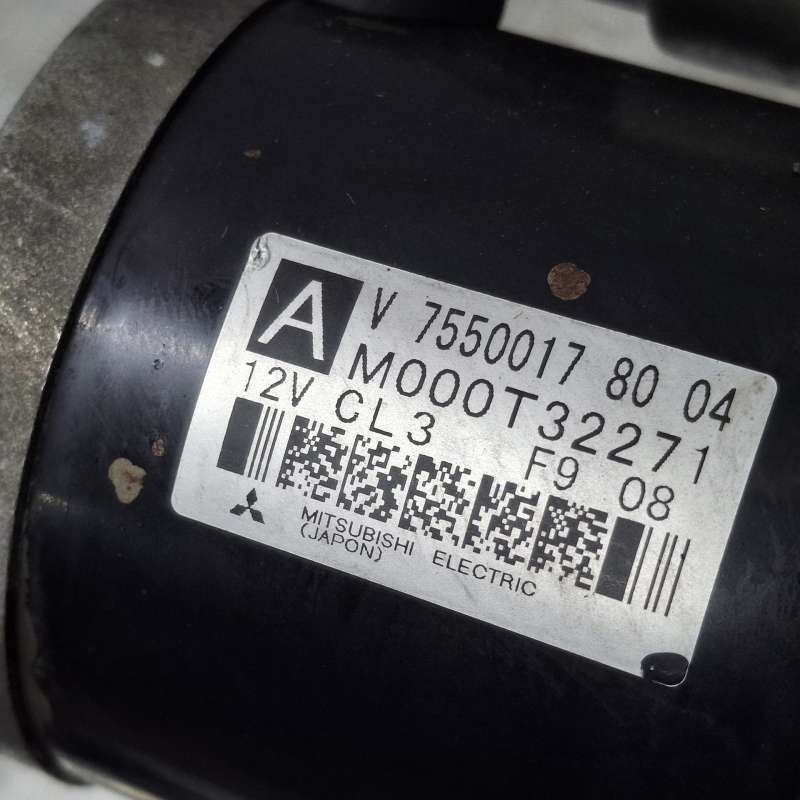 A V 7550017 80 04
M000T32271
12V CL3 F9 08
MITSUBISHI ELECTRIC
(JAPON)